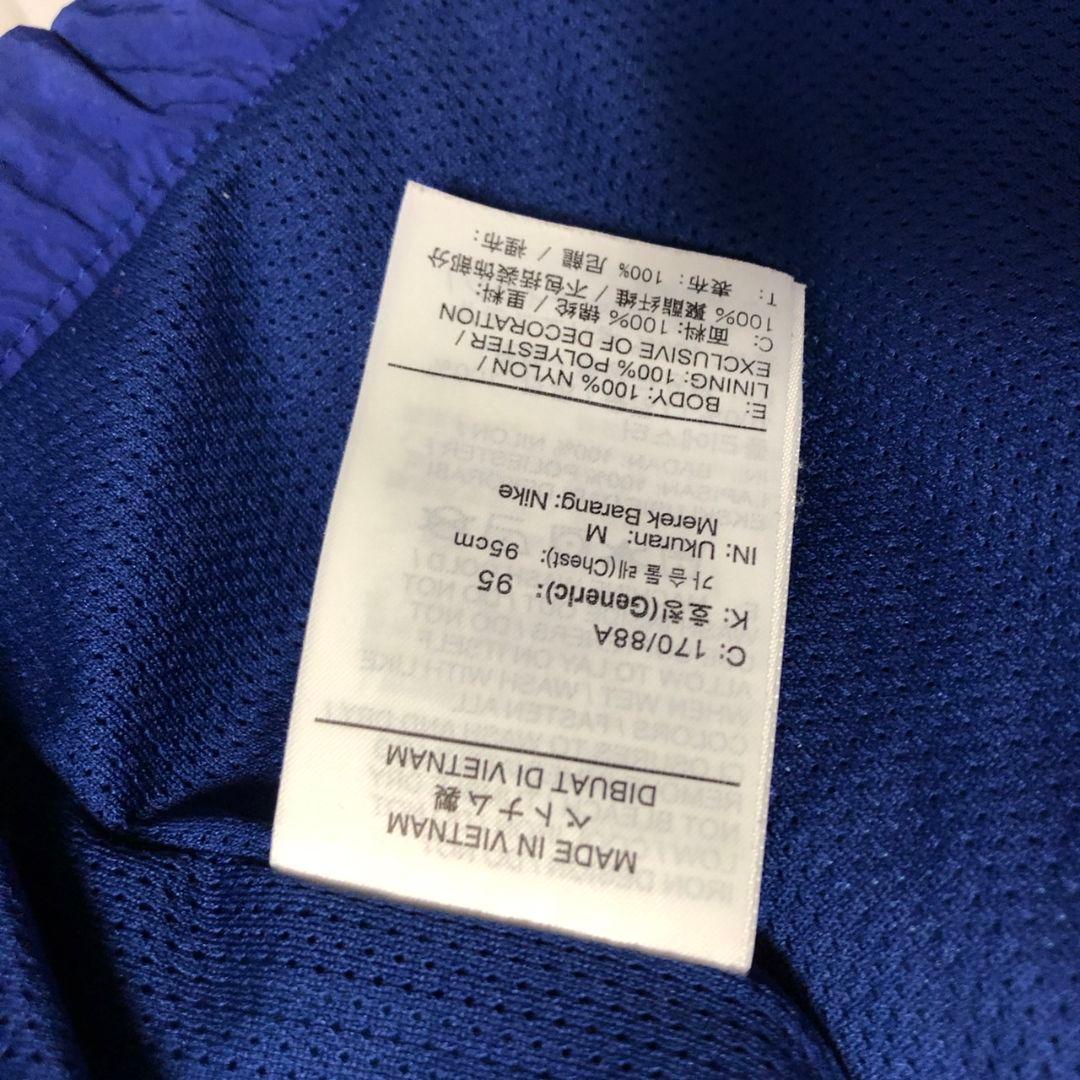 MADE IN VIETNAM
ベトナム製
DIBUAT DI VIETNAM
C: 170/88A
K: 호칭(Generic): 95
가슴둘레(Chest): 95cm
IN: Ukuran: M
Merek Barang: Nike
E: BODY: 100% NYLON /
LINING: 100% POLYESTER /
EXCLUSIVE OF DECORATION
C: 面料: 100% 锦纶 / 里料:
100% 聚酯纤维 / 不包括装饰部分
T: 表布: 100% 尼龍 / 裡布: